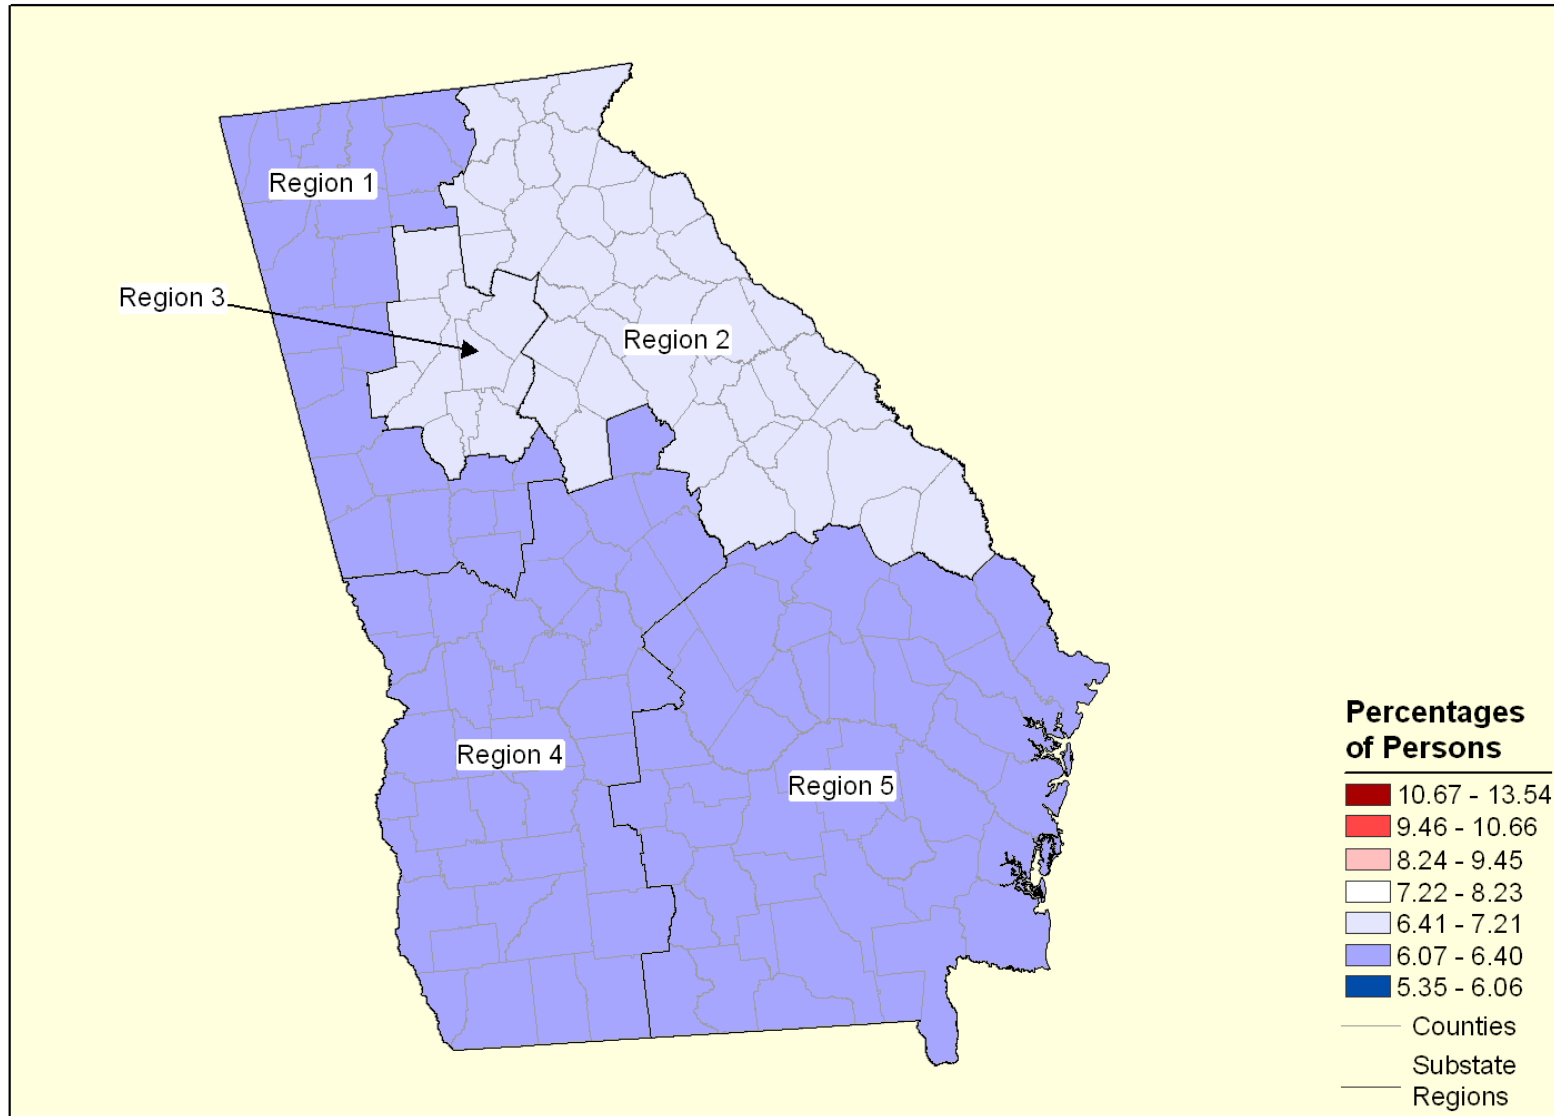 Region 1
Region 3
Region 2
Region 4
Region 5
Percentages
of Persons
10.67 - 13.54
9.46 - 10.66
8.24 - 9.45
7.22 - 8.23
6.41 - 7.21
6.07 - 6.40
5.35 - 6.06
Counties
Substate
Regions